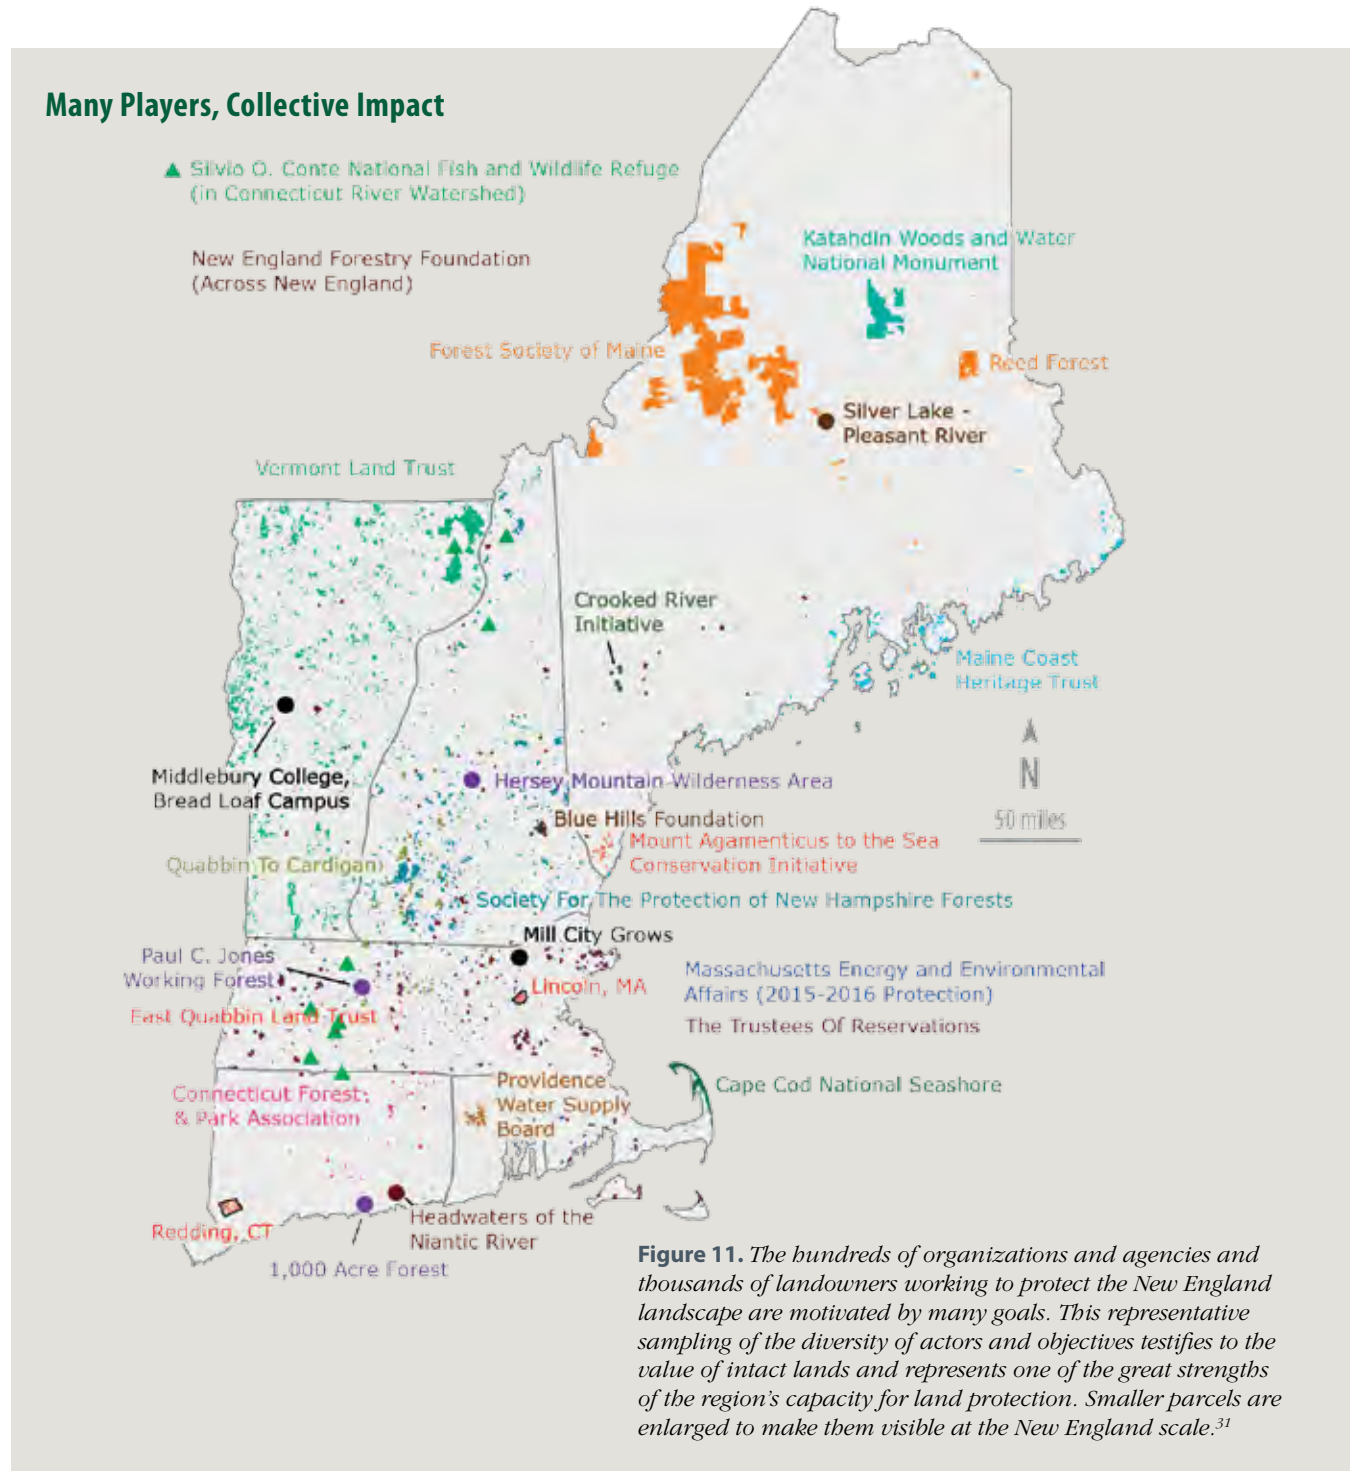 Many Players, Collective Impact
Silvio O. Conte National Fish and Wildlife Refuge
(in Connecticut River Watershed)
New England Forestry Foundation
(Across New England)
Katahdin Woods and Water
National Monument
Forest Society of Maine
Reed Forest
Silver Lake -
Pleasant River
Vermont Land Trust
Crooked River
Initiative
Maine Coast
Heritage Trust
N
50 miles
Middlebury College,
Bread Loaf Campus
Hersey Mountain Wilderness Area
Blue Hills Foundation
Mount Agamenticus to the Sea
Conservation Initiative
Quabbin To Cardigan
Society For The Protection of New Hampshire Forests
Mill City Grows
Paul C. Jones
Working Forest
Massachusetts Energy and Environmental
Affairs (2015-2016 Protection)
Lincoln, MA
East Quabbin Land Trust
The Trustees Of Reservations
Cape Cod National Seashore
Connecticut Forest
& Park Association
Providence
Water Supply
Board
Redding, CT
Headwaters of the
Niantic River
1,000 Acre Forest
Figure 11. The hundreds of organizations and agencies and
thousands of landowners working to protect the New England
landscape are motivated by many goals. This representative
sampling of the diversity of actors and objectives testifies to the
value of intact lands and represents one of the great strengths
of the region's capacity for land protection. Smaller parcels are
enlarged to make them visible at the New England scale.31